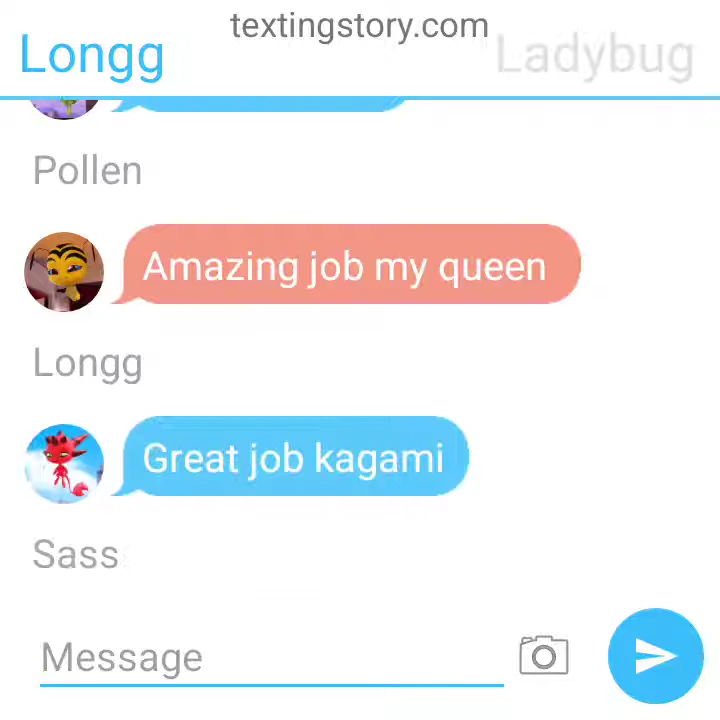 textingstory.com
Longg
Ladybug
Pollen
Amazing job my queen
Longg
Great job kagami
Sass
Message